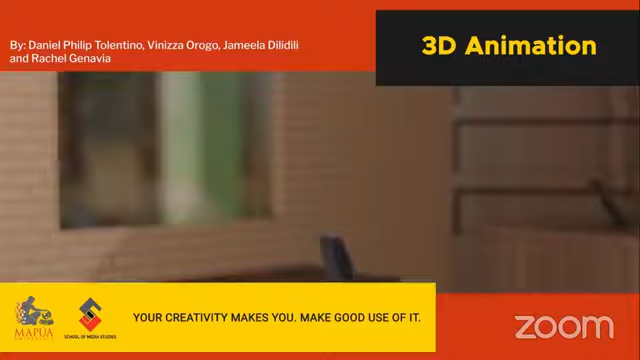 By: Daniel Philip Tolentino, Vinizza Orogo, Jameela Dilidili
and Rachel Genavia
3D Animation
MAPUA
UNIVERSITY
SCHOOL OF MEDIA STUDIES
YOUR CREATIVITY MAKES YOU. MAKE GOOD USE OF IT.
zoom